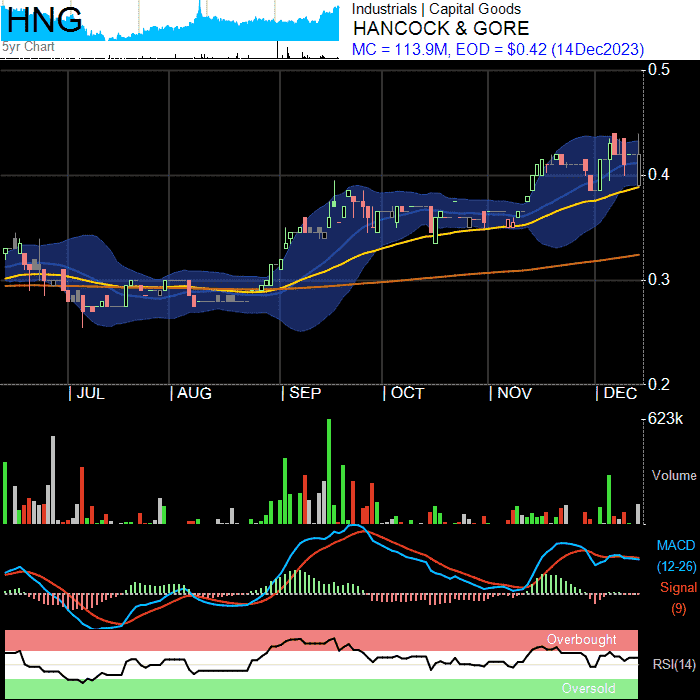 HNG
5yr Chart
Industrials | Capital Goods
HANCOCK & GORE
MC = 113.9M, EOD = $0.42 (14Dec2023)
0.5
0.4
0.3
0.2
| JUL | AUG | SEP | OCT | NOV | DEC
623k
Volume
MACD
(12-26)
Signal
(9)
Overbought
RSI(14)
Oversold